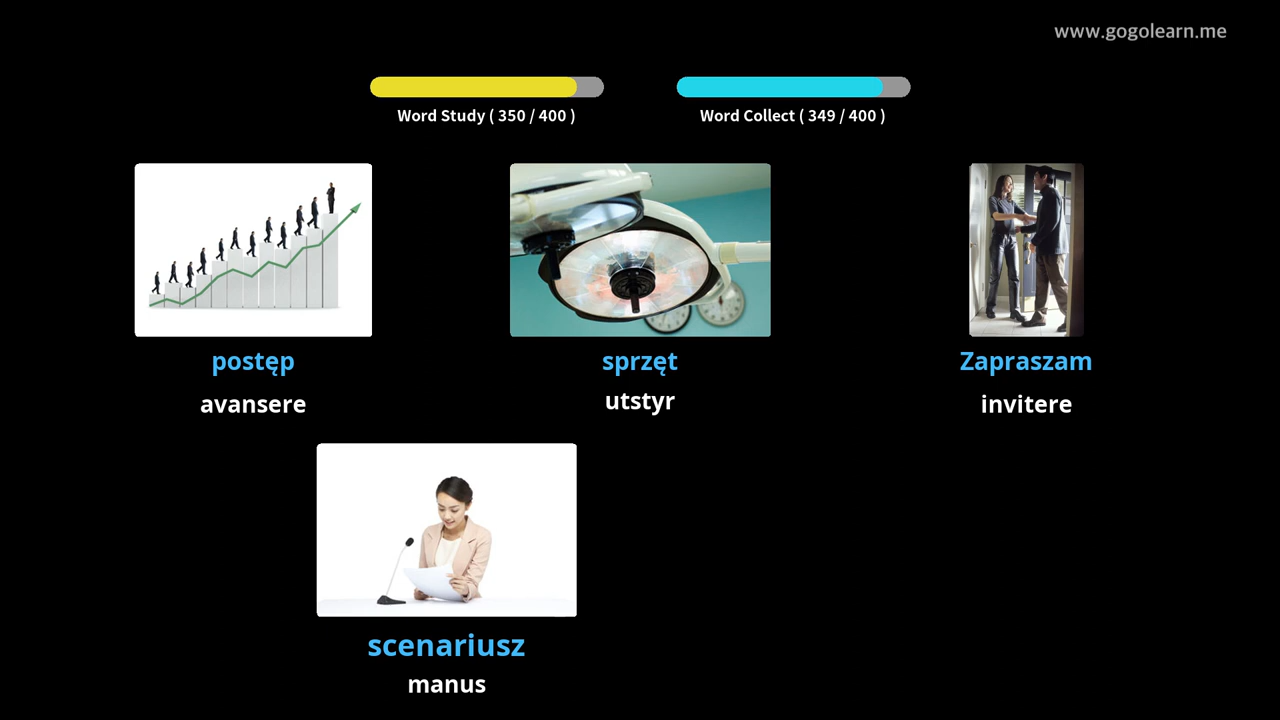 www.gogolearn.me
Word Study ( 350 / 400 )
Word Collect ( 349 / 400 )
postęp
sprzęt
Zapraszam
avansere
utstyr
invitere
scenariusz
manus